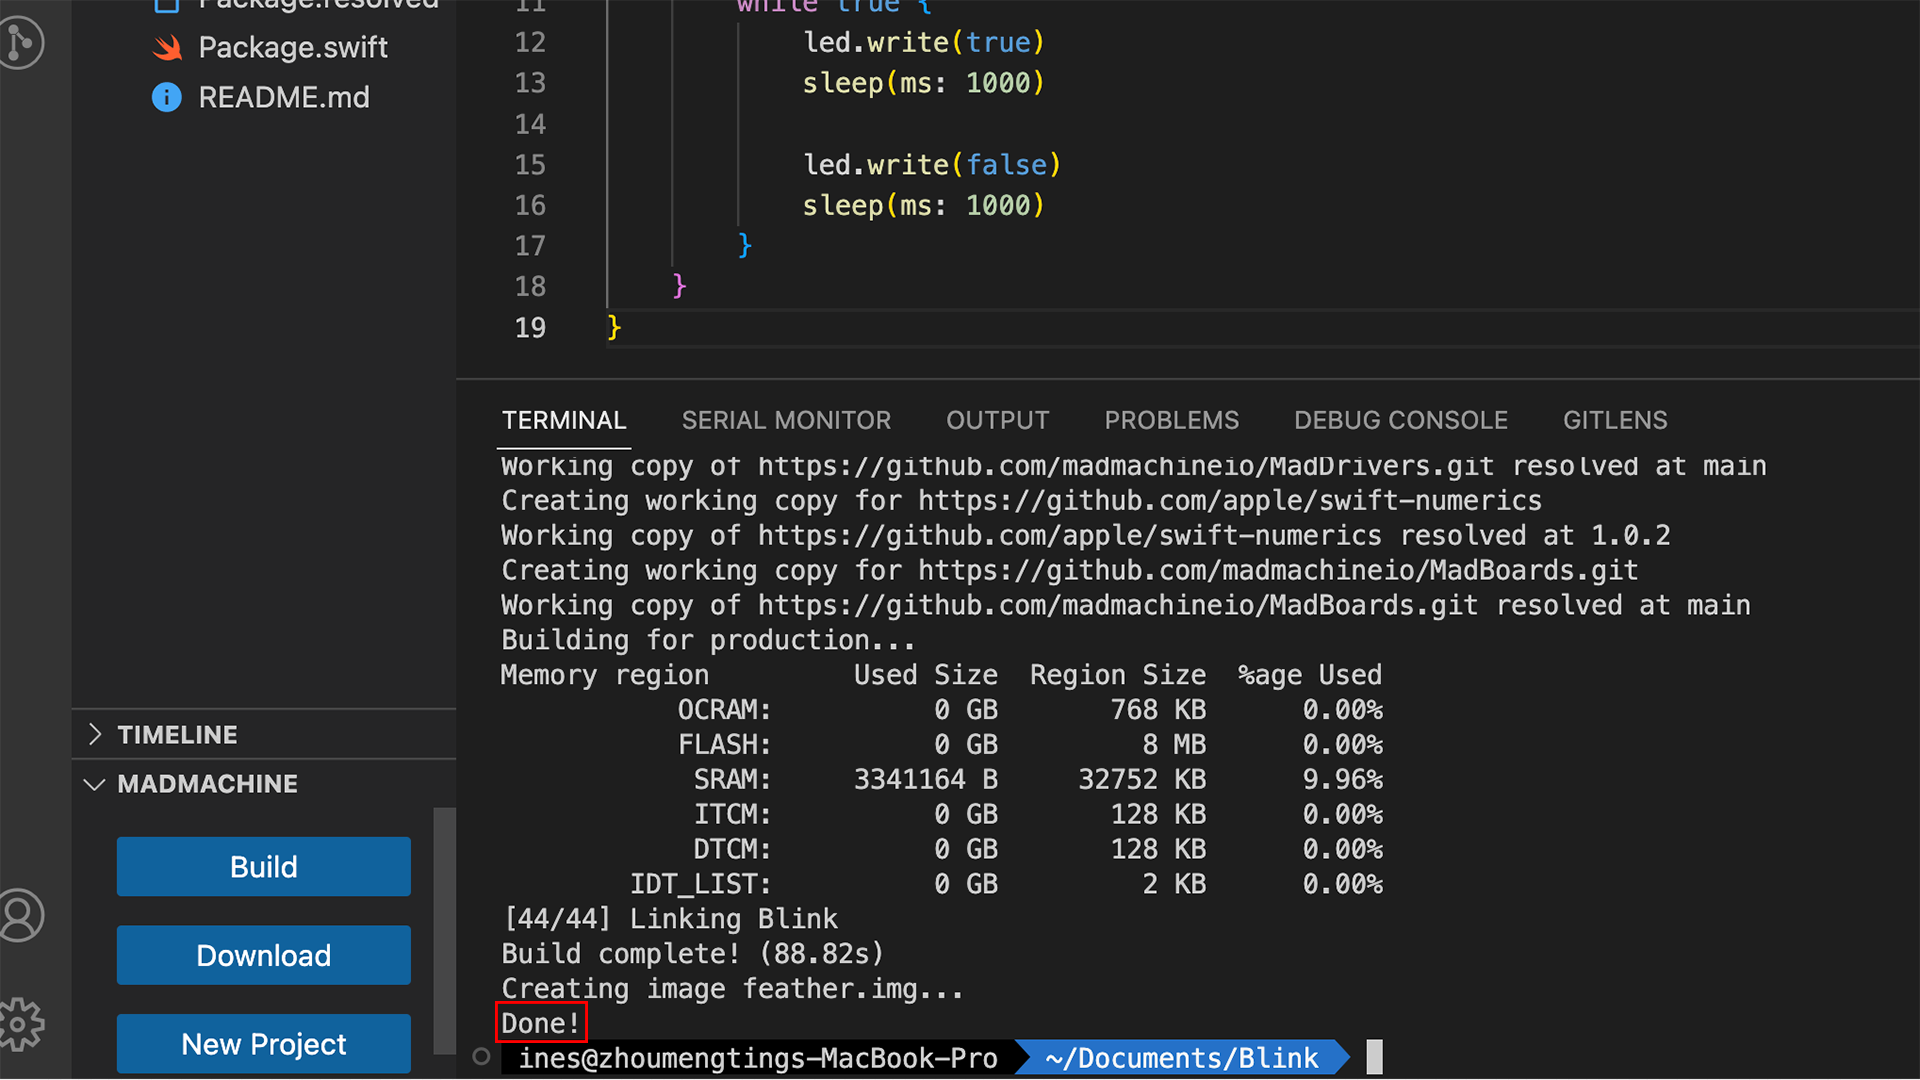 Package.resolved
Package.swift
README.md
TIMELINE
MADMACHINE
Build
Download
New Project
11 while true {
12 led.write(true)
13 sleep(ms: 1000)
14
15 led.write(false)
16 sleep(ms: 1000)
17 }
18 }
19 }
TERMINAL SERIAL MONITOR OUTPUT PROBLEMS DEBUG CONSOLE GITLENS
Working copy of https://github.com/madmachineio/MadDrivers.git resolved at main
Creating working copy for https://github.com/apple/swift-numerics
Working copy of https://github.com/apple/swift-numerics resolved at 1.0.2
Creating working copy for https://github.com/madmachineio/MadBoards.git
Working copy of https://github.com/madmachineio/MadBoards.git resolved at main
Building for production...
Memory region Used Size Region Size %age Used
OCRAM: 0 GB 768 KB 0.00%
FLASH: 0 GB 8 MB 0.00%
SRAM: 3341164 B 32752 KB 9.96%
ITCM: 0 GB 128 KB 0.00%
DTCM: 0 GB 128 KB 0.00%
IDT_LIST: 0 GB 2 KB 0.00%
[44/44] Linking Blink
Build complete! (88.82s)
Creating image feather.img...
Done!
ines@zhoumengtings-MacBook-Pro ~/Documents/Blink